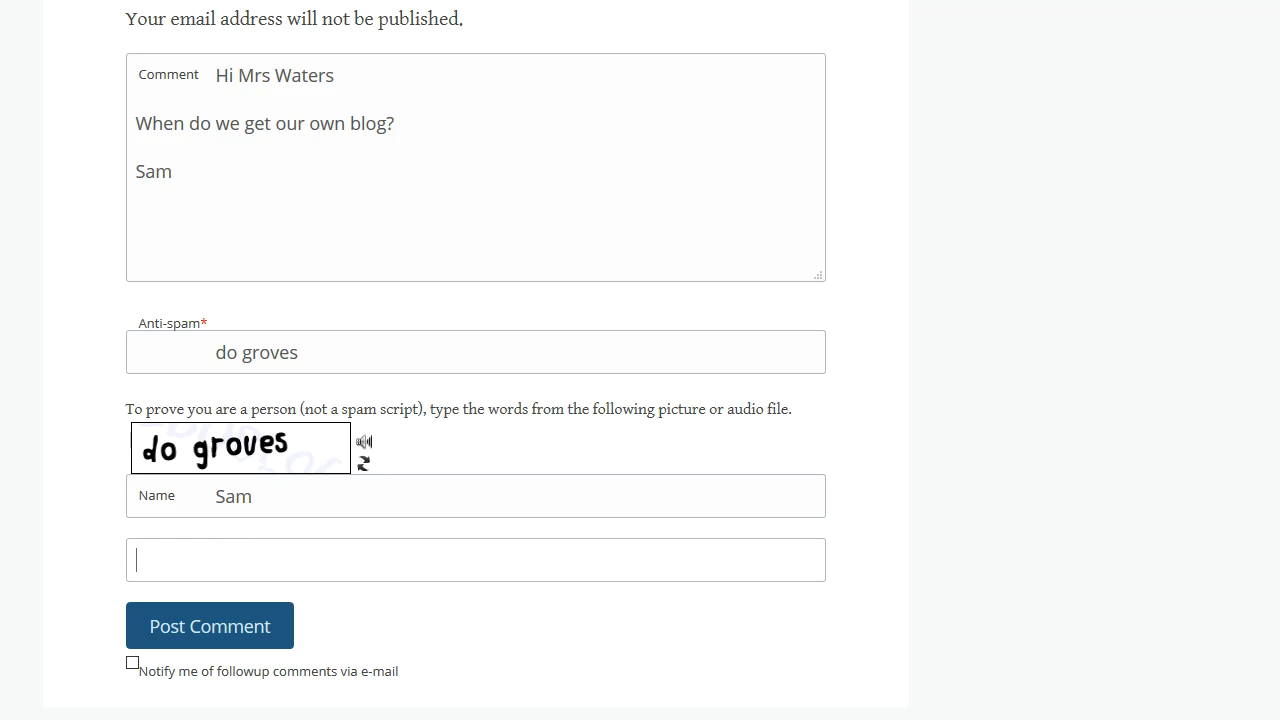 Your email address will not be published.
Comment Hi Mrs Waters
When do we get our own blog?
Sam
Anti-spam*
do groves
To prove you are a person (not a spam script), type the words from the following picture or audio file.
do groves
Name Sam
Post Comment
Notify me of followup comments via e-mail